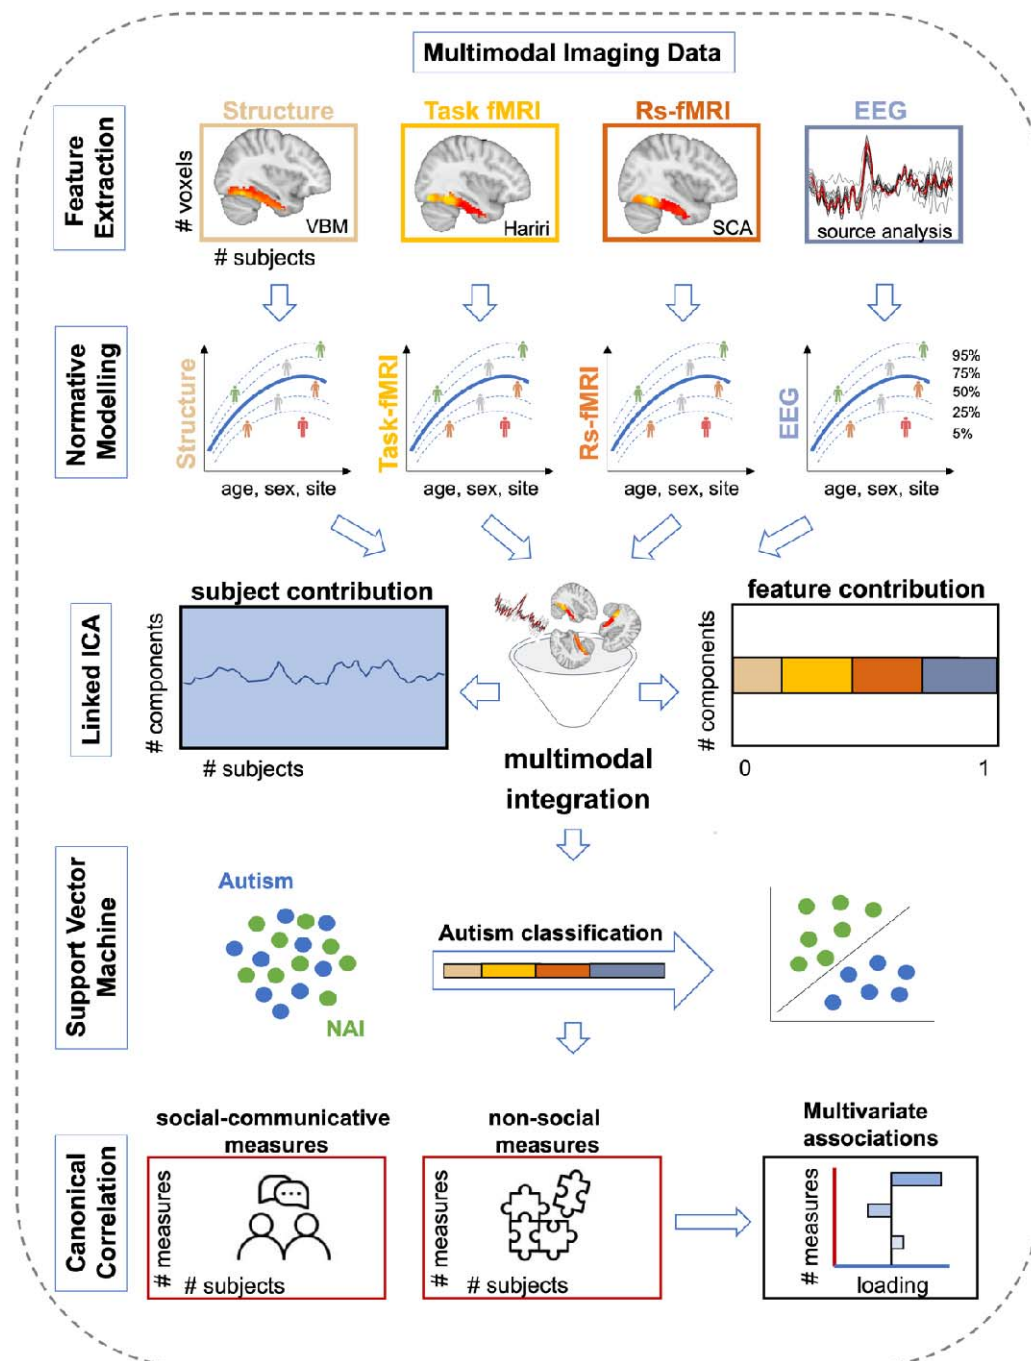 Multimodal Imaging Data
Feature
Extraction
Structure
Task fMRI
Rs-fMRI
EEG
# voxels
VBM
Hariri
SCA
source analysis
# subjects
Normative
Modelling
Structure
Task-fMRI
Rs-fMRI
EEG
95%
75%
50%
25%
5%
age, sex, site
age, sex, site
age, sex, site
age, sex, site
Linked ICA
subject contribution
# components
# subjects
multimodal
integration
feature contribution
# components
0
1
Support Vector
Machine
Autism
NAI
Autism classification
Canonical
Correlation
social-communicative
measures
# measures
# subjects
non-social
measures
# measures
# subjects
Multivariate
associations
# measures
loading